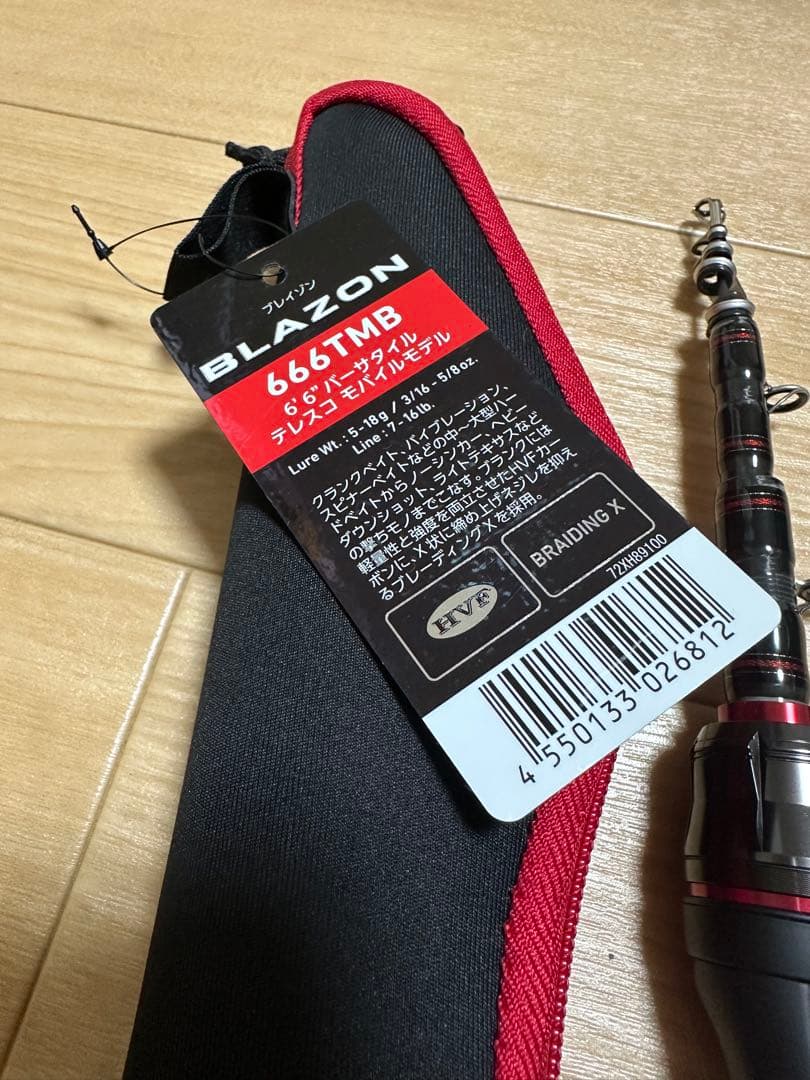 ブレイゾン
BLAZON
666TMB
6'6"バーサタイル
テレスコ モバイルモデル
Lure Wt. : 5-18g / 3/16-5/8oz.
Line : 7-16lb.
クランクベイト、バイブレーション、
スピナーベイトなどの中～大型ハー
ドベイトからノーシンカー、ヘビー
ダウンショット、ライトテキサスなど
の撃ちモノまでこなす。ブランクには
軽量性と強度を両立させたHVFカー
ボンに、X状に締め上げネジレを抑え
るブレーディングXを採用。
HVF
BRAIDING X
72XH89100
4 550133 026812